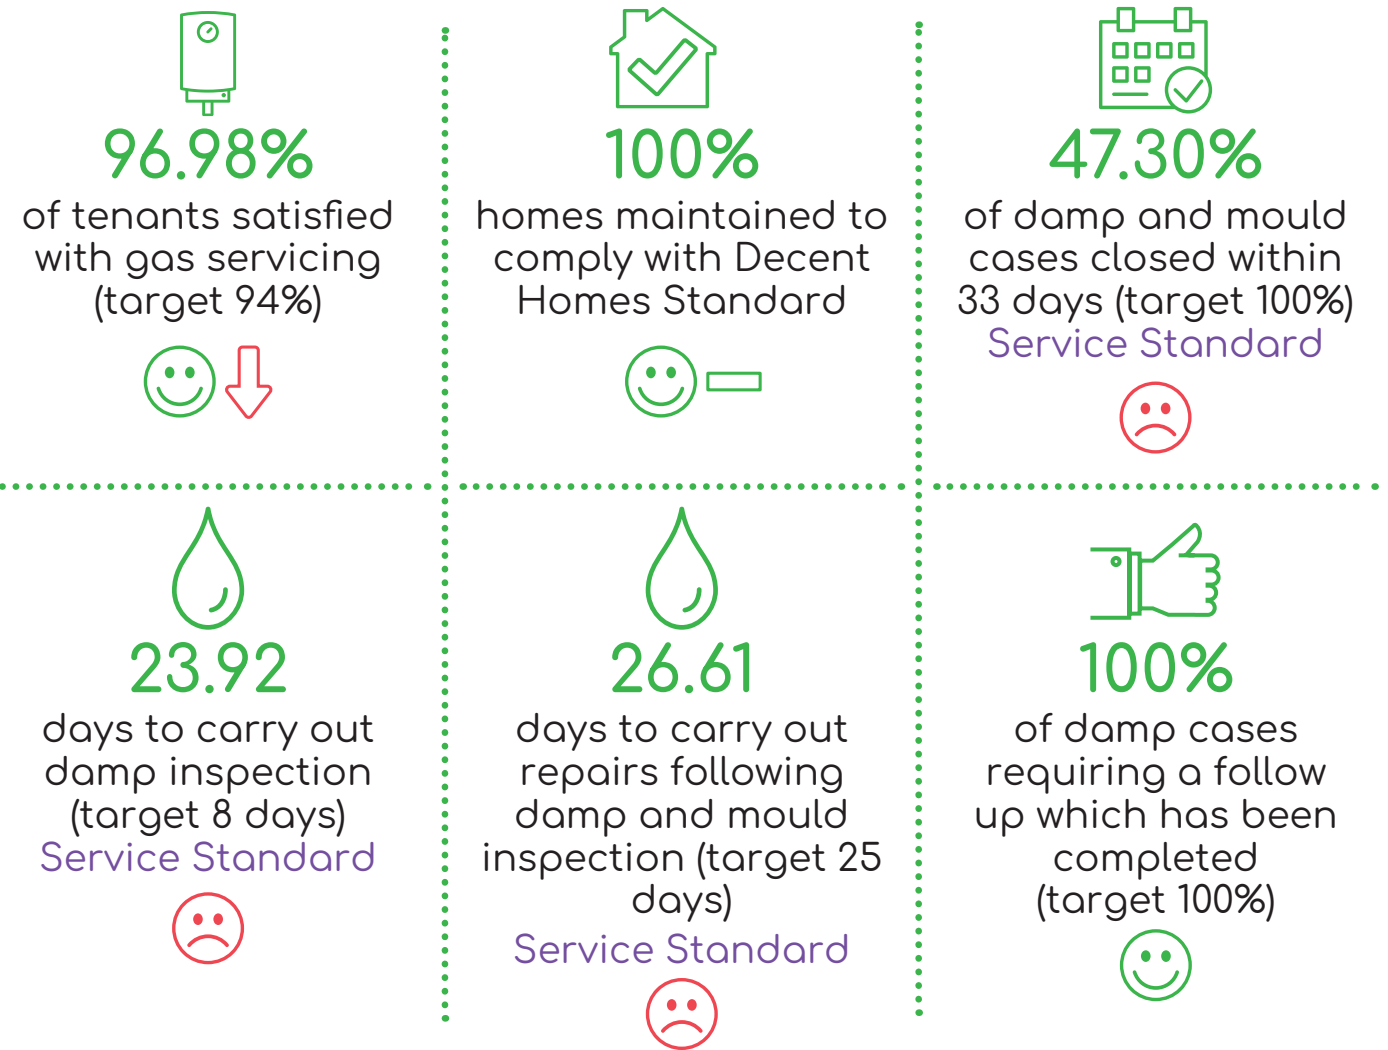 96.98%
of tenants satisfied
with gas servicing
(target 94%)
100%
homes maintained to
comply with Decent
Homes Standard
47.30%
of damp and mould
cases closed within
33 days (target 100%)
Service Standard
23.92
days to carry out
damp inspection
(target 8 days)
Service Standard
26.61
days to carry out
repairs following
damp and mould
inspection (target 25
days)
Service Standard
100%
of damp cases
requiring a follow
up which has been
completed
(target 100%)